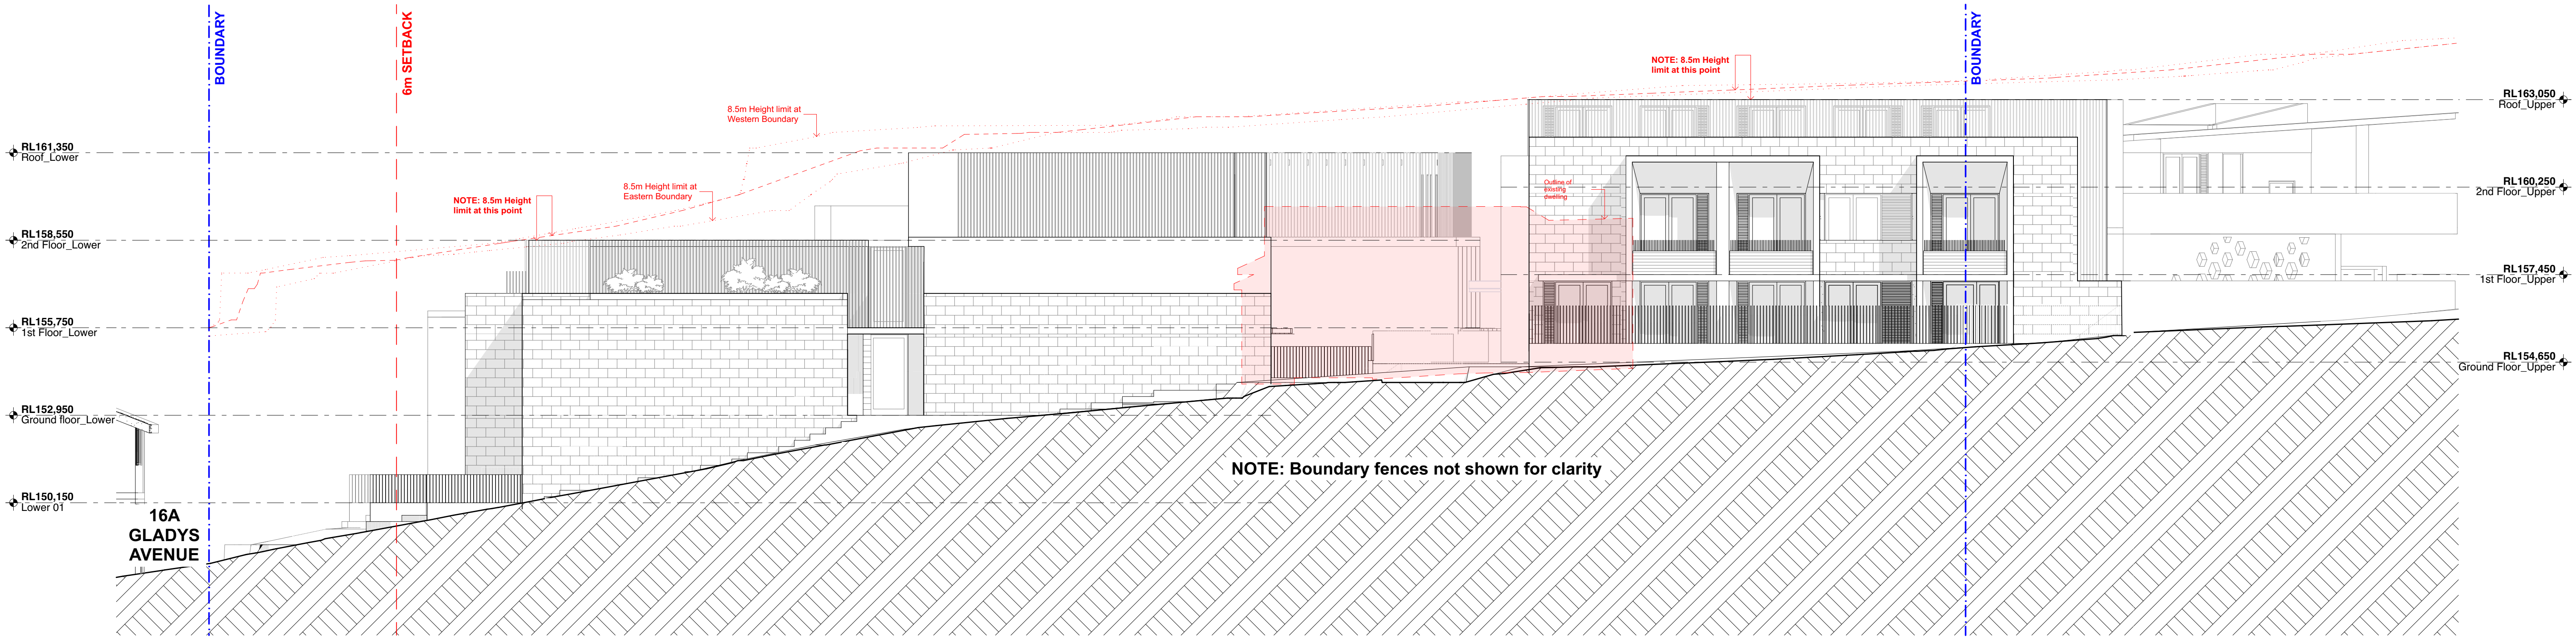 BOUNDARY
6m SETBACK
BOUNDARY
NOTE: 8.5m Height
limit at this point
8.5m Height limit at
Western Boundary
8.5m Height limit at
Eastern Boundary
NOTE: 8.5m Height
limit at this point
Outline of
existing
dwelling
RL161,350
Roof_Lower
RL158,550
2nd Floor_Lower
RL155,750
1st Floor_Lower
RL152,950
Ground floor_Lower
RL150,150
Lower 01
RL163,050
Roof_Upper
RL160,250
2nd Floor_Upper
RL157,450
1st Floor_Upper
RL154,650
Ground Floor_Upper
NOTE: Boundary fences not shown for clarity
16A
GLADYS
AVENUE